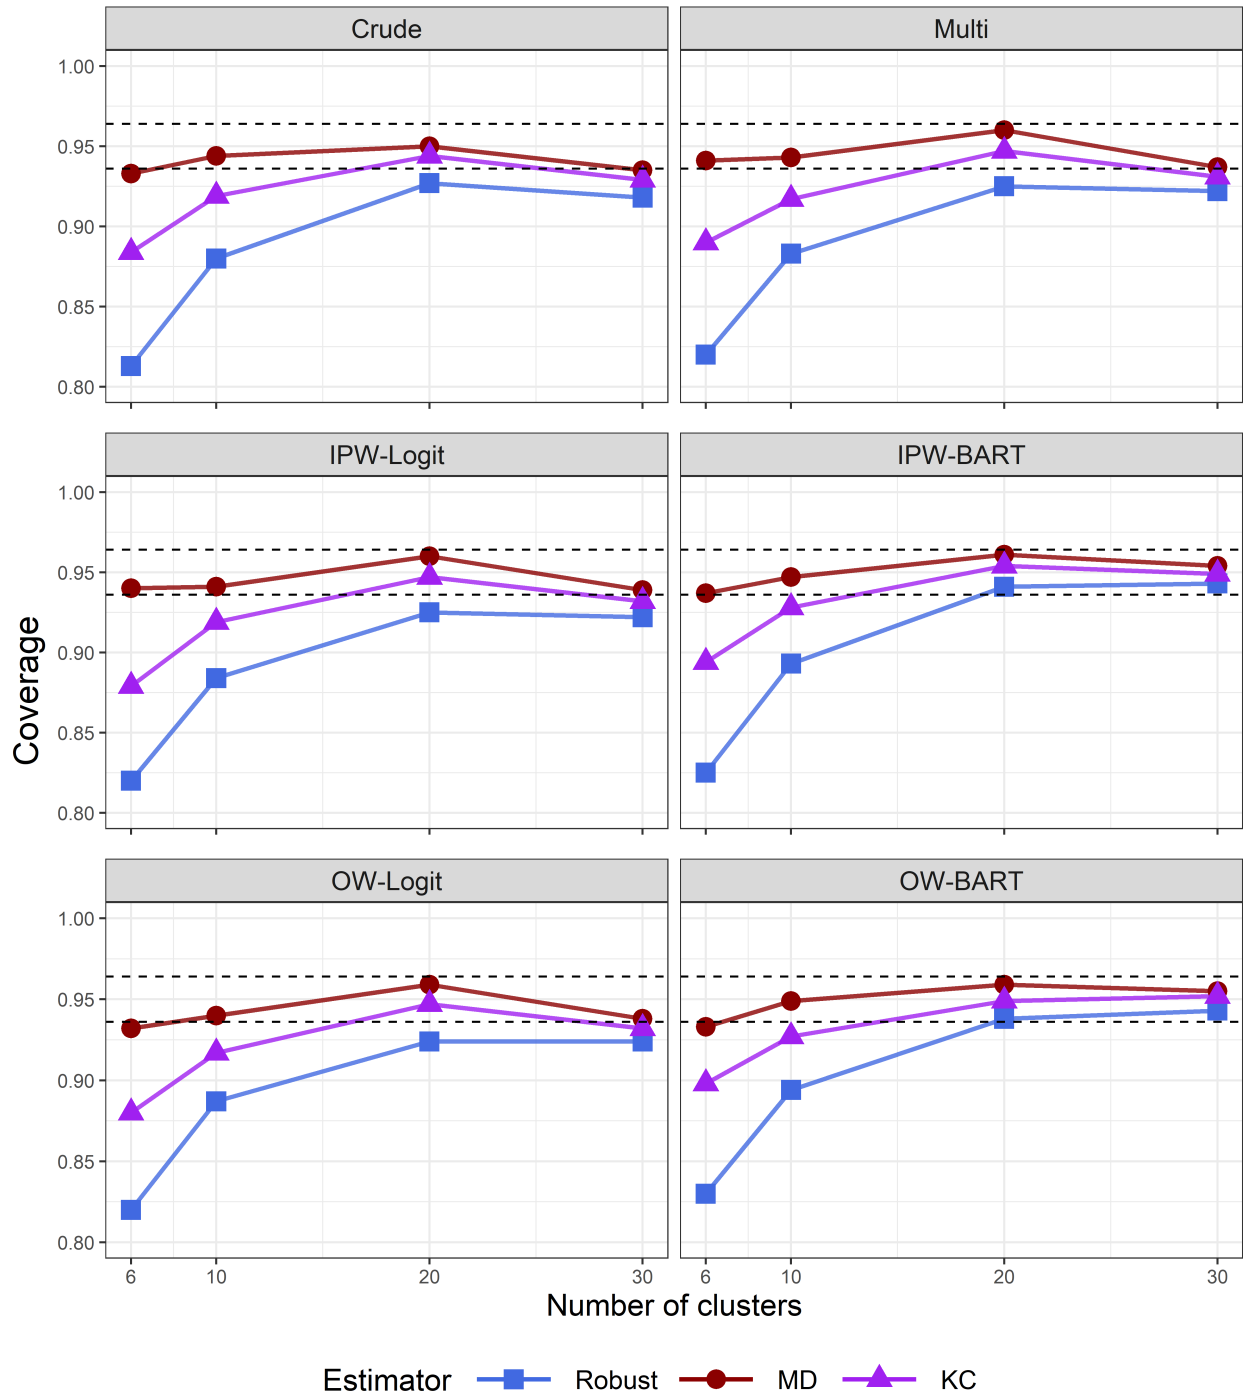 Crude
Multi
1.00
0.95
0.90
0.85
0.80
IPW-Logit
IPW-BART
1.00
0.95
0.90
0.85
0.80
Coverage
OW-Logit
OW-BART
1.00
0.95
0.90
0.85
0.80
6 10 20 30
6 10 20 30
Number of clusters
Estimator Robust MD KC